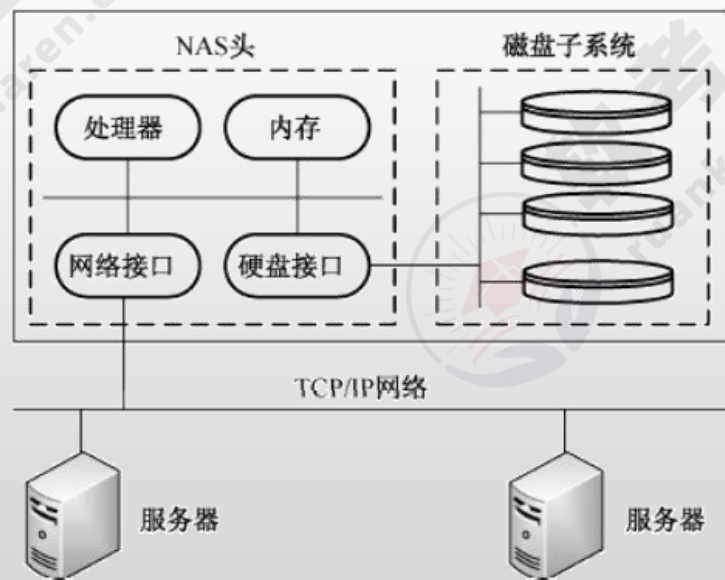 NAS头
磁盘子系统
处理器
内存
网络接口
硬盘接口
TCP/IP网络
服务器
服务器